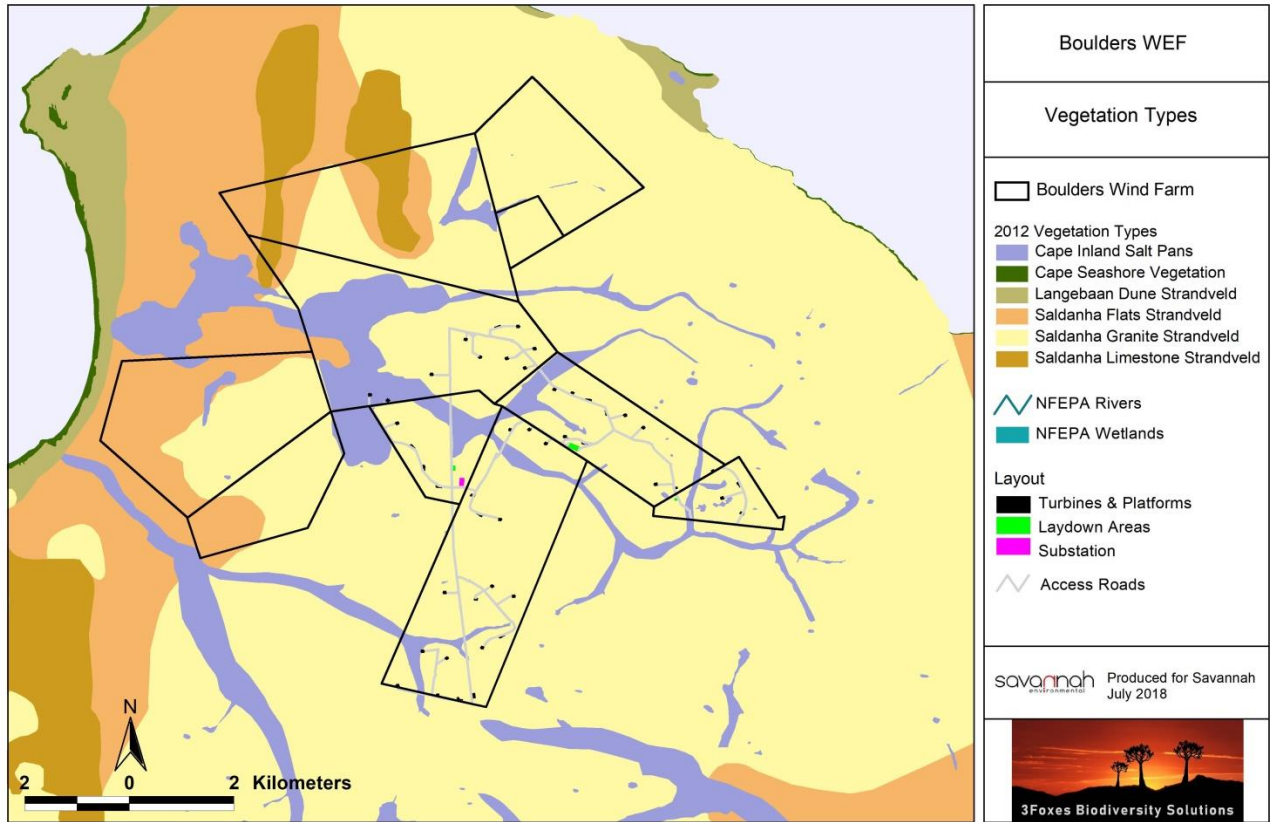 Boulders WEF
Vegetation Types
Boulders Wind Farm
2012 Vegetation Types
Cape Inland Salt Pans
Cape Seashore Vegetation
Langebaan Dune Strandveld
Saldanha Flats Strandveld
Saldanha Granite Strandveld
Saldanha Limestone Strandveld
NFEPA Rivers
NFEPA Wetlands
Layout
Turbines & Platforms
Laydown Areas
Substation
Access Roads
savannah
environmental
Produced for Savannah
July 2018
3Foxes Biodiversity Solutions
N
2 0 2 Kilometers